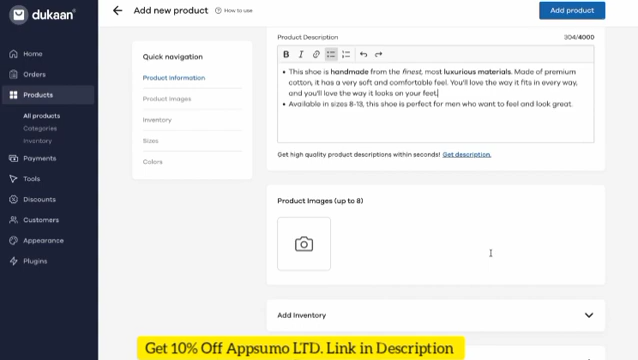 dukaan
Add new product
How to use
Add product
Home
Orders
Products
All products
Categories
Inventory
Payments
Tools
Discounts
Customers
Appearance
Plugins
Quick navigation
Product Information
Product Images
Inventory
Sizes
Colors
Product Description
304/4000
B I
This shoe is handmade from the finest, most luxurious materials. Made of premium
cotton, it has a very soft and comfortable feel. You'll love the way it fits in every way,
and you'll love the way it looks on your feet.
Available in sizes 8-13, this shoe is perfect for men who want to feel and look great.
Get high quality product descriptions within seconds! Get description.
Product Images (up to 8)
Add Inventory
Get 10% Off Appsumo LTD. Link in Description